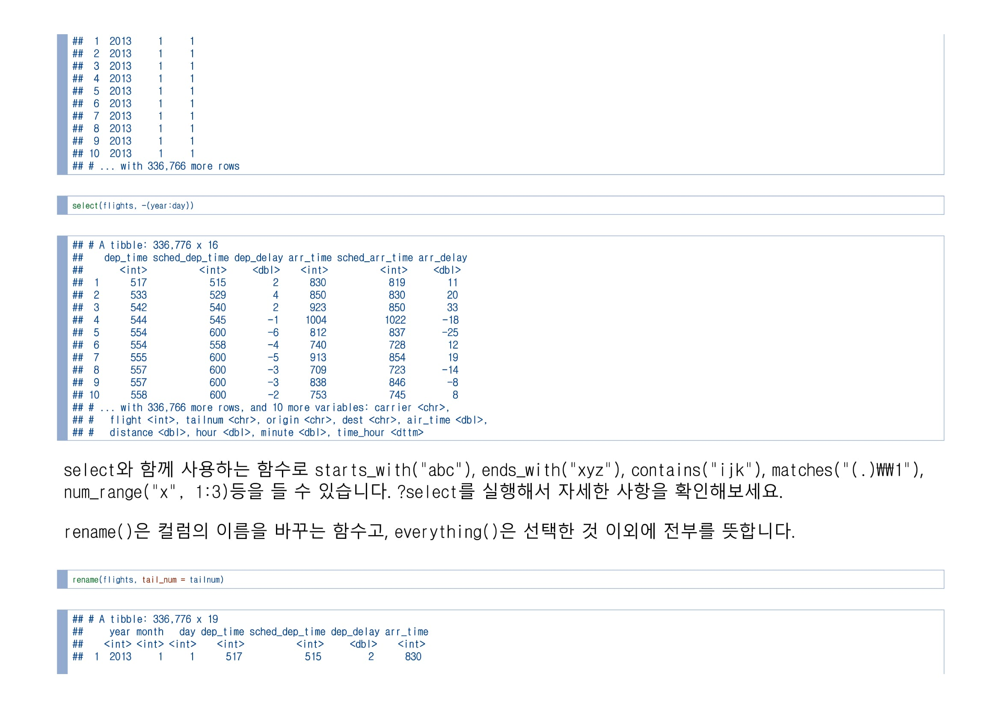 ##  1  2013     1     1
##  2  2013     1     1
##  3  2013     1     1
##  4  2013     1     1
##  5  2013     1     1
##  6  2013     1     1
##  7  2013     1     1
##  8  2013     1     1
##  9  2013     1     1
## 10  2013     1     1
## # ... with 336,766 more rows
select(flights, -(year:day))
## # A tibble: 336,776 x 16
##    dep_time sched_dep_time dep_delay arr_time sched_arr_time arr_delay
##       <int>          <int>     <dbl>    <int>          <int>     <dbl>
##  1      517            515         2      830            819        11
##  2      533            529         4      850            830        20
##  3      542            540         2      923            850        33
##  4      544            545        -1     1004           1022       -18
##  5      554            600        -6      812            837       -25
##  6      554            558        -4      740            728        12
##  7      555            600        -5      913            854        19
##  8      557            600        -3      709            723       -14
##  9      557            600        -3      838            846        -8
## 10      558            600        -2      753            745         8
## # ... with 336,766 more rows, and 10 more variables: carrier <chr>,
## #   flight <int>, tailnum <chr>, origin <chr>, dest <chr>, air_time <dbl>,
## #   distance <dbl>, hour <dbl>, minute <dbl>, time_hour <dttm>
select와 함께 사용하는 함수로 starts_with("abc"), ends_with("xyz"), contains("ijk"), matches("(.)₩₩1"),
num_range("x", 1:3)등을 들 수 있습니다. ?select를 실행해서 자세한 사항을 확인해보세요.
rename()은 컬럼의 이름을 바꾸는 함수고, everything()은 선택한 것 이외에 전부를 뜻합니다.
rename(flights, tail_num = tailnum)
## # A tibble: 336,776 x 19
##     year month   day dep_time sched_dep_time dep_delay arr_time
##    <int> <int> <int>    <int>          <int>     <dbl>    <int>
##  1  2013     1     1      517            515         2      830